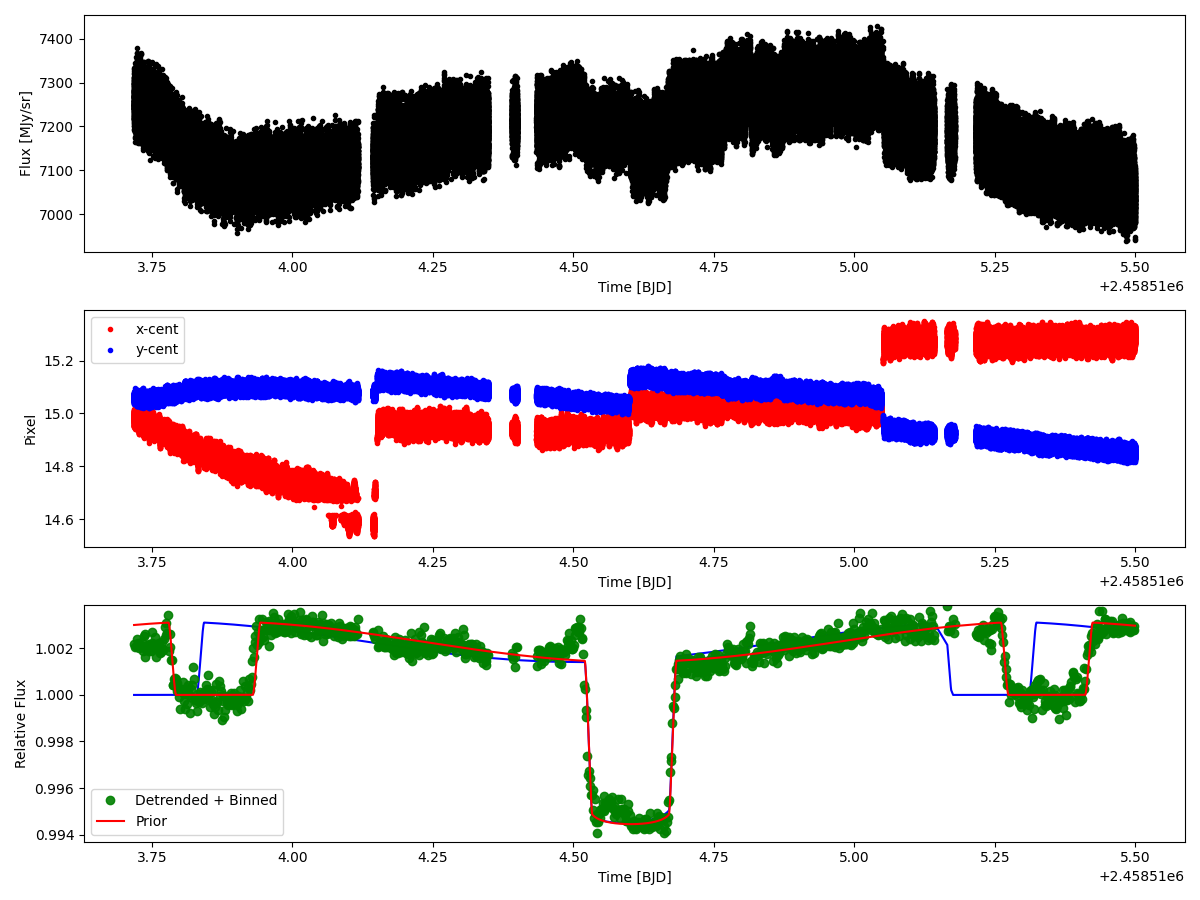 7400
7300
7200
7100
7000
Flux [MJy/sr]
3.75 4.00 4.25 4.50 4.75 5.00 5.25 5.50
Time [BJD]
+2.45851e6
x-cent
y-cent
15.2
15.0
14.8
14.6
Pixel
3.75 4.00 4.25 4.50 4.75 5.00 5.25 5.50
Time [BJD]
+2.45851e6
1.002
1.000
0.998
0.996
0.994
Relative Flux
Detrended + Binned
Prior
3.75 4.00 4.25 4.50 4.75 5.00 5.25 5.50
Time [BJD]
+2.45851e6